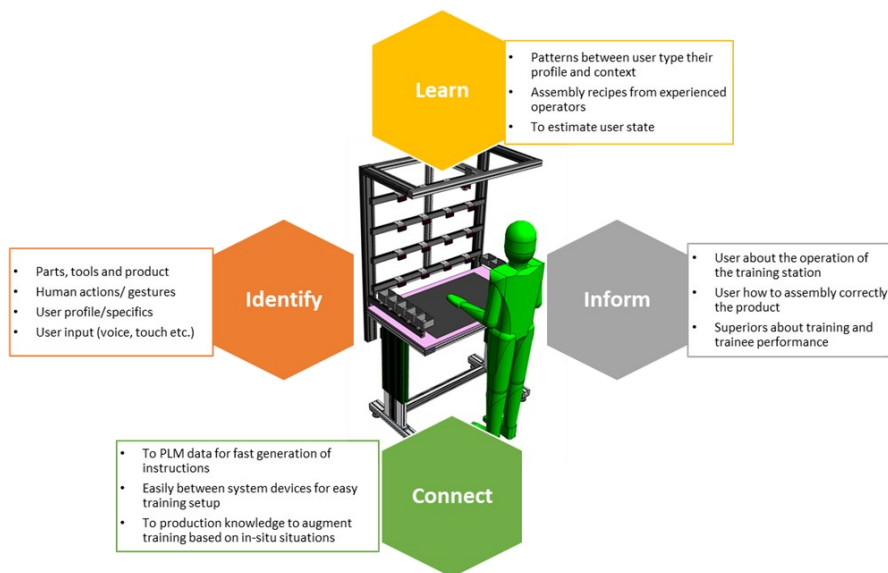 Learn
• Patterns between user type their
profile and context
• Assembly recipes from experienced
operators
• To estimate user state
• Parts, tools and product
• Human actions/ gestures
• User profile/specifics
• User input (voice, touch etc.)
Identify
Inform
• User about the operation of
the training station
• User how to assembly correctly
the product
• Superiors about training and
trainee performance
• To PLM data for fast generation of
instructions
• Easily between system devices for easy
training setup
• To production knowledge to augment
training based on in-situ situations
Connect